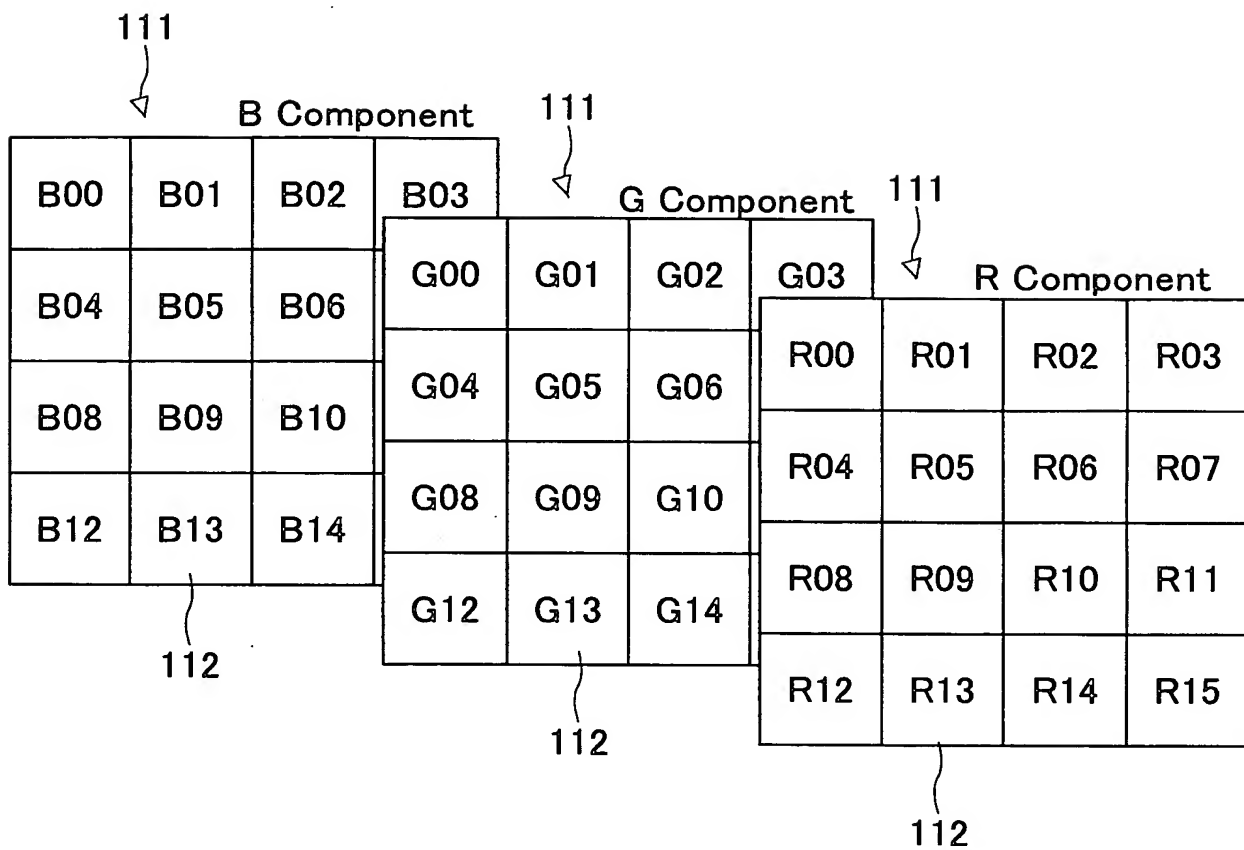 111
B Component
B00 B01 B02 B03
B04 B05 B06
B08 B09 B10
B12 B13 B14
112
111
G Component
G00 G01 G02 G03
G04 G05 G06
G08 G09 G10
G12 G13 G14
112
111
R Component
R00 R01 R02 R03
R04 R05 R06 R07
R08 R09 R10 R11
R12 R13 R14 R15
112